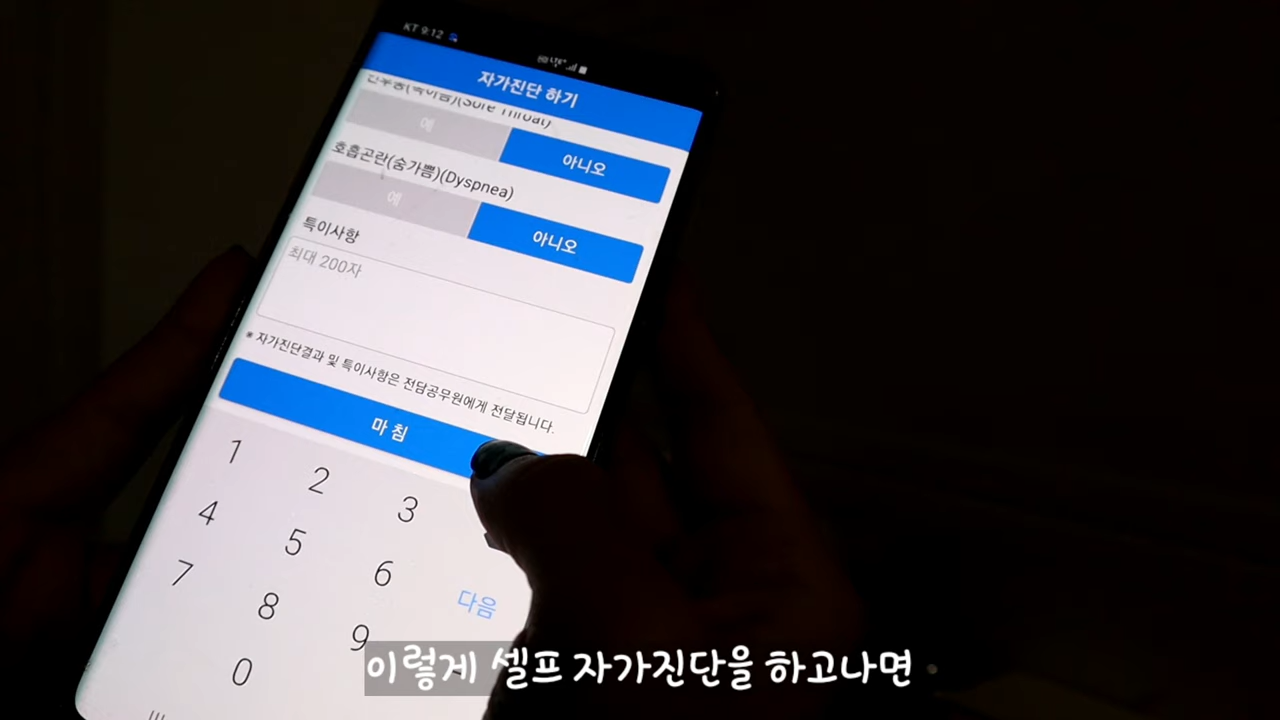 KT 9:12
자가진단 하기
(Sore Throat)
예 아니오
호흡곤란(숨가쁨)(Dyspnea)
예 아니오
특이사항
최대 200자
※ 자가진단결과 및 특이사항은 전담공무원에게 전달됩니다.
마 침
1 2 3
4 5 6
7 8 9 다음
0
이렇게 셀프 자가진단을 하고나면